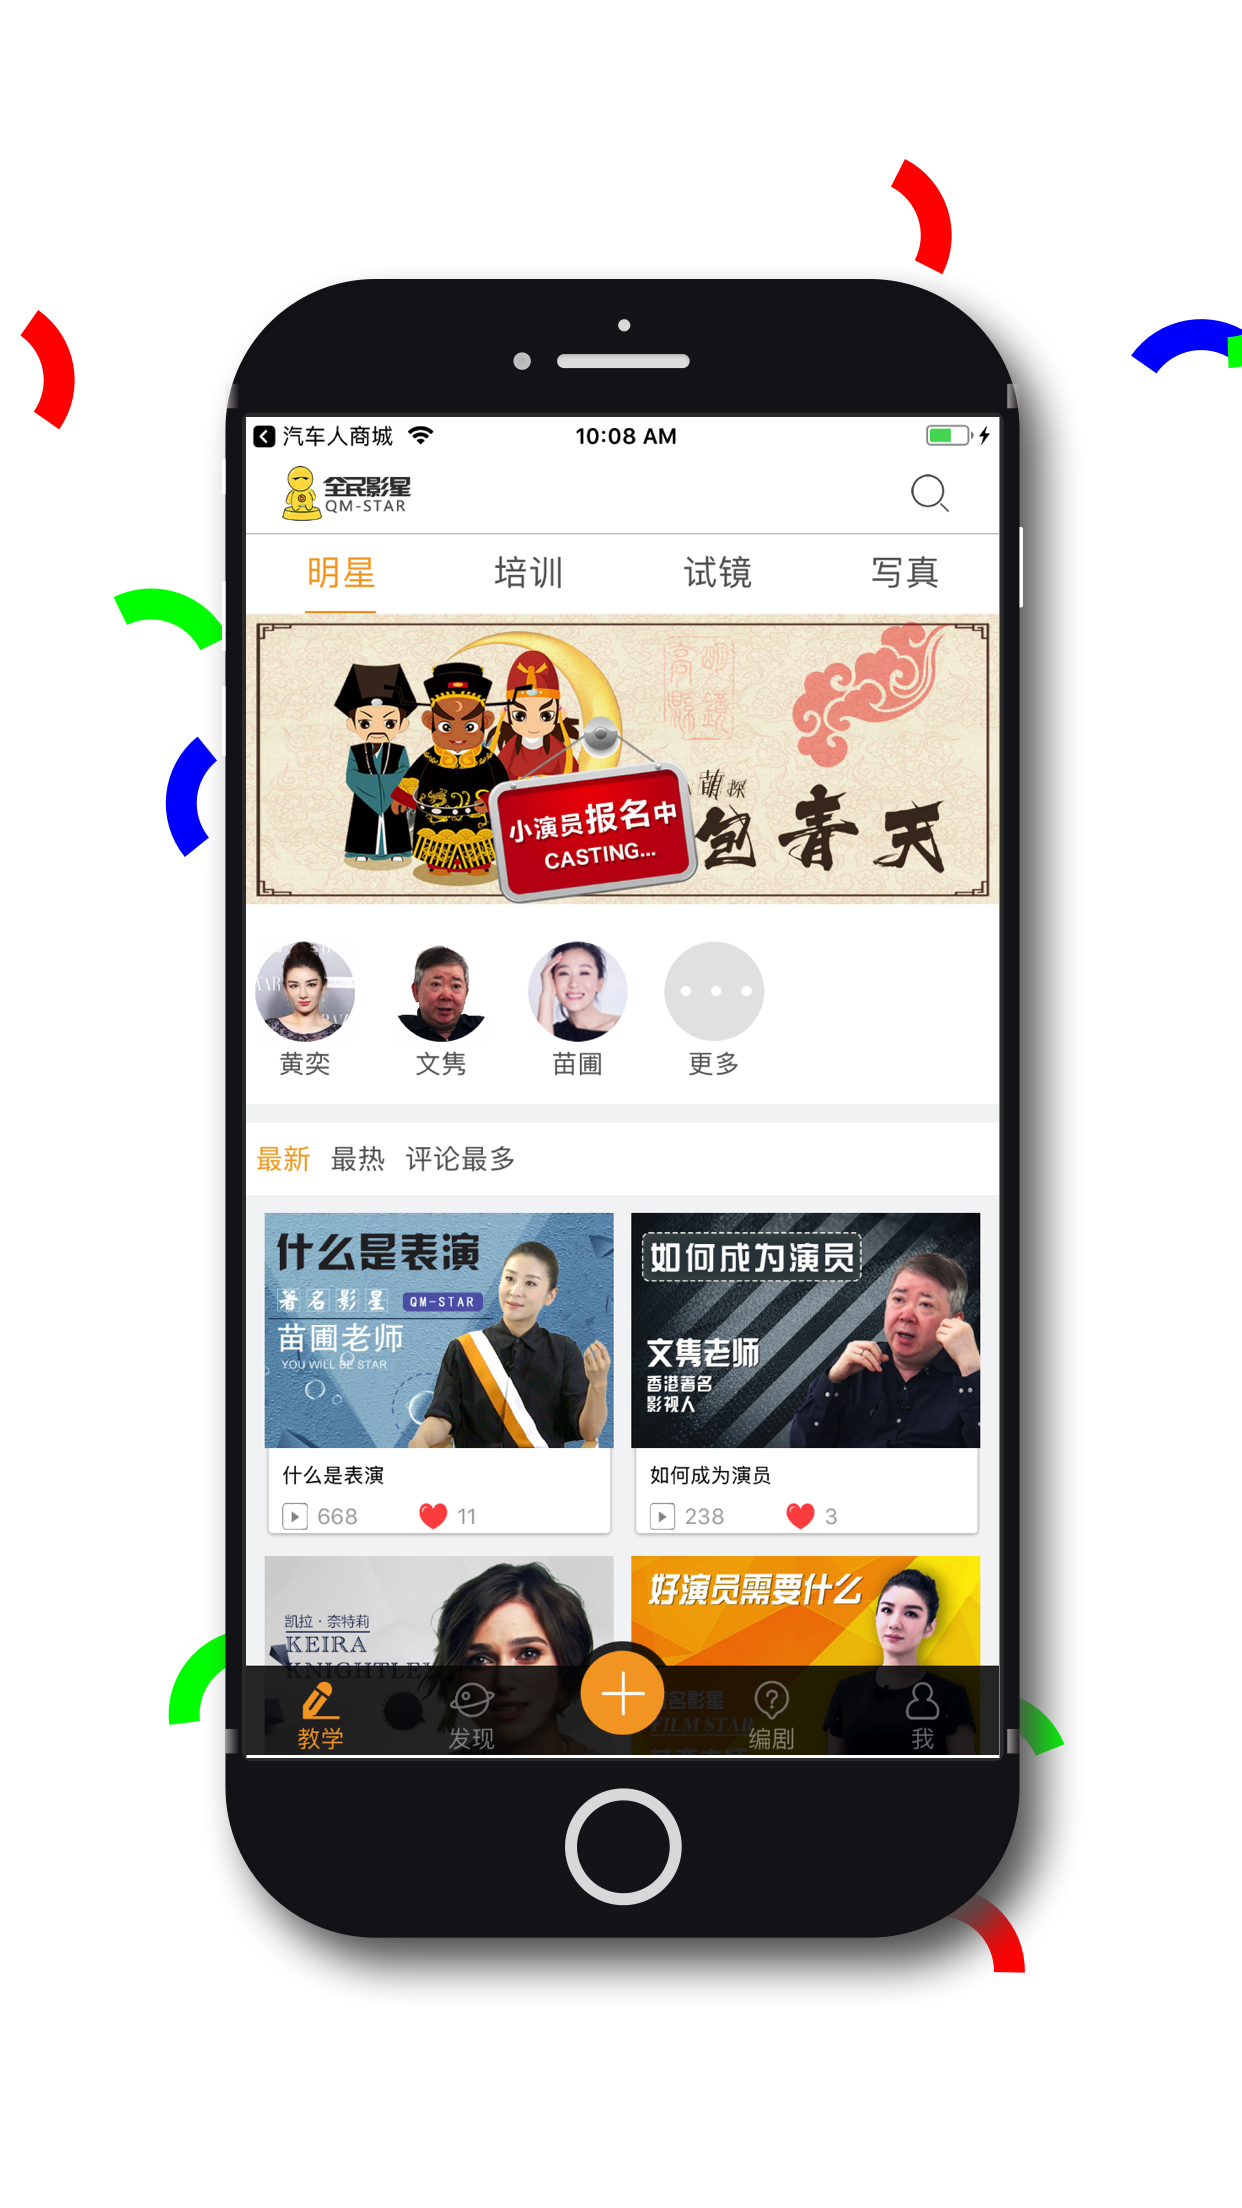 汽车人商城
10:08 AM
全民影星
QM-STAR
明星 培训 试镜 写真
高明
县镜
萌探
包青天
小演员报名中
CASTING...
黄奕 文隽 苗圃 更多
最新 最热 评论最多
什么是表演
著名影星 QM-STAR
苗圃老师
YOU WILL BE STAR
什么是表演
668 11
如何成为演员
文隽老师
香港著名
影视人
如何成为演员
238 3
凯拉·奈特莉
KEIRA
KNIGHTLEY
好演员需要什么
著名影星
FILM STAR
教学 发现 编剧 我